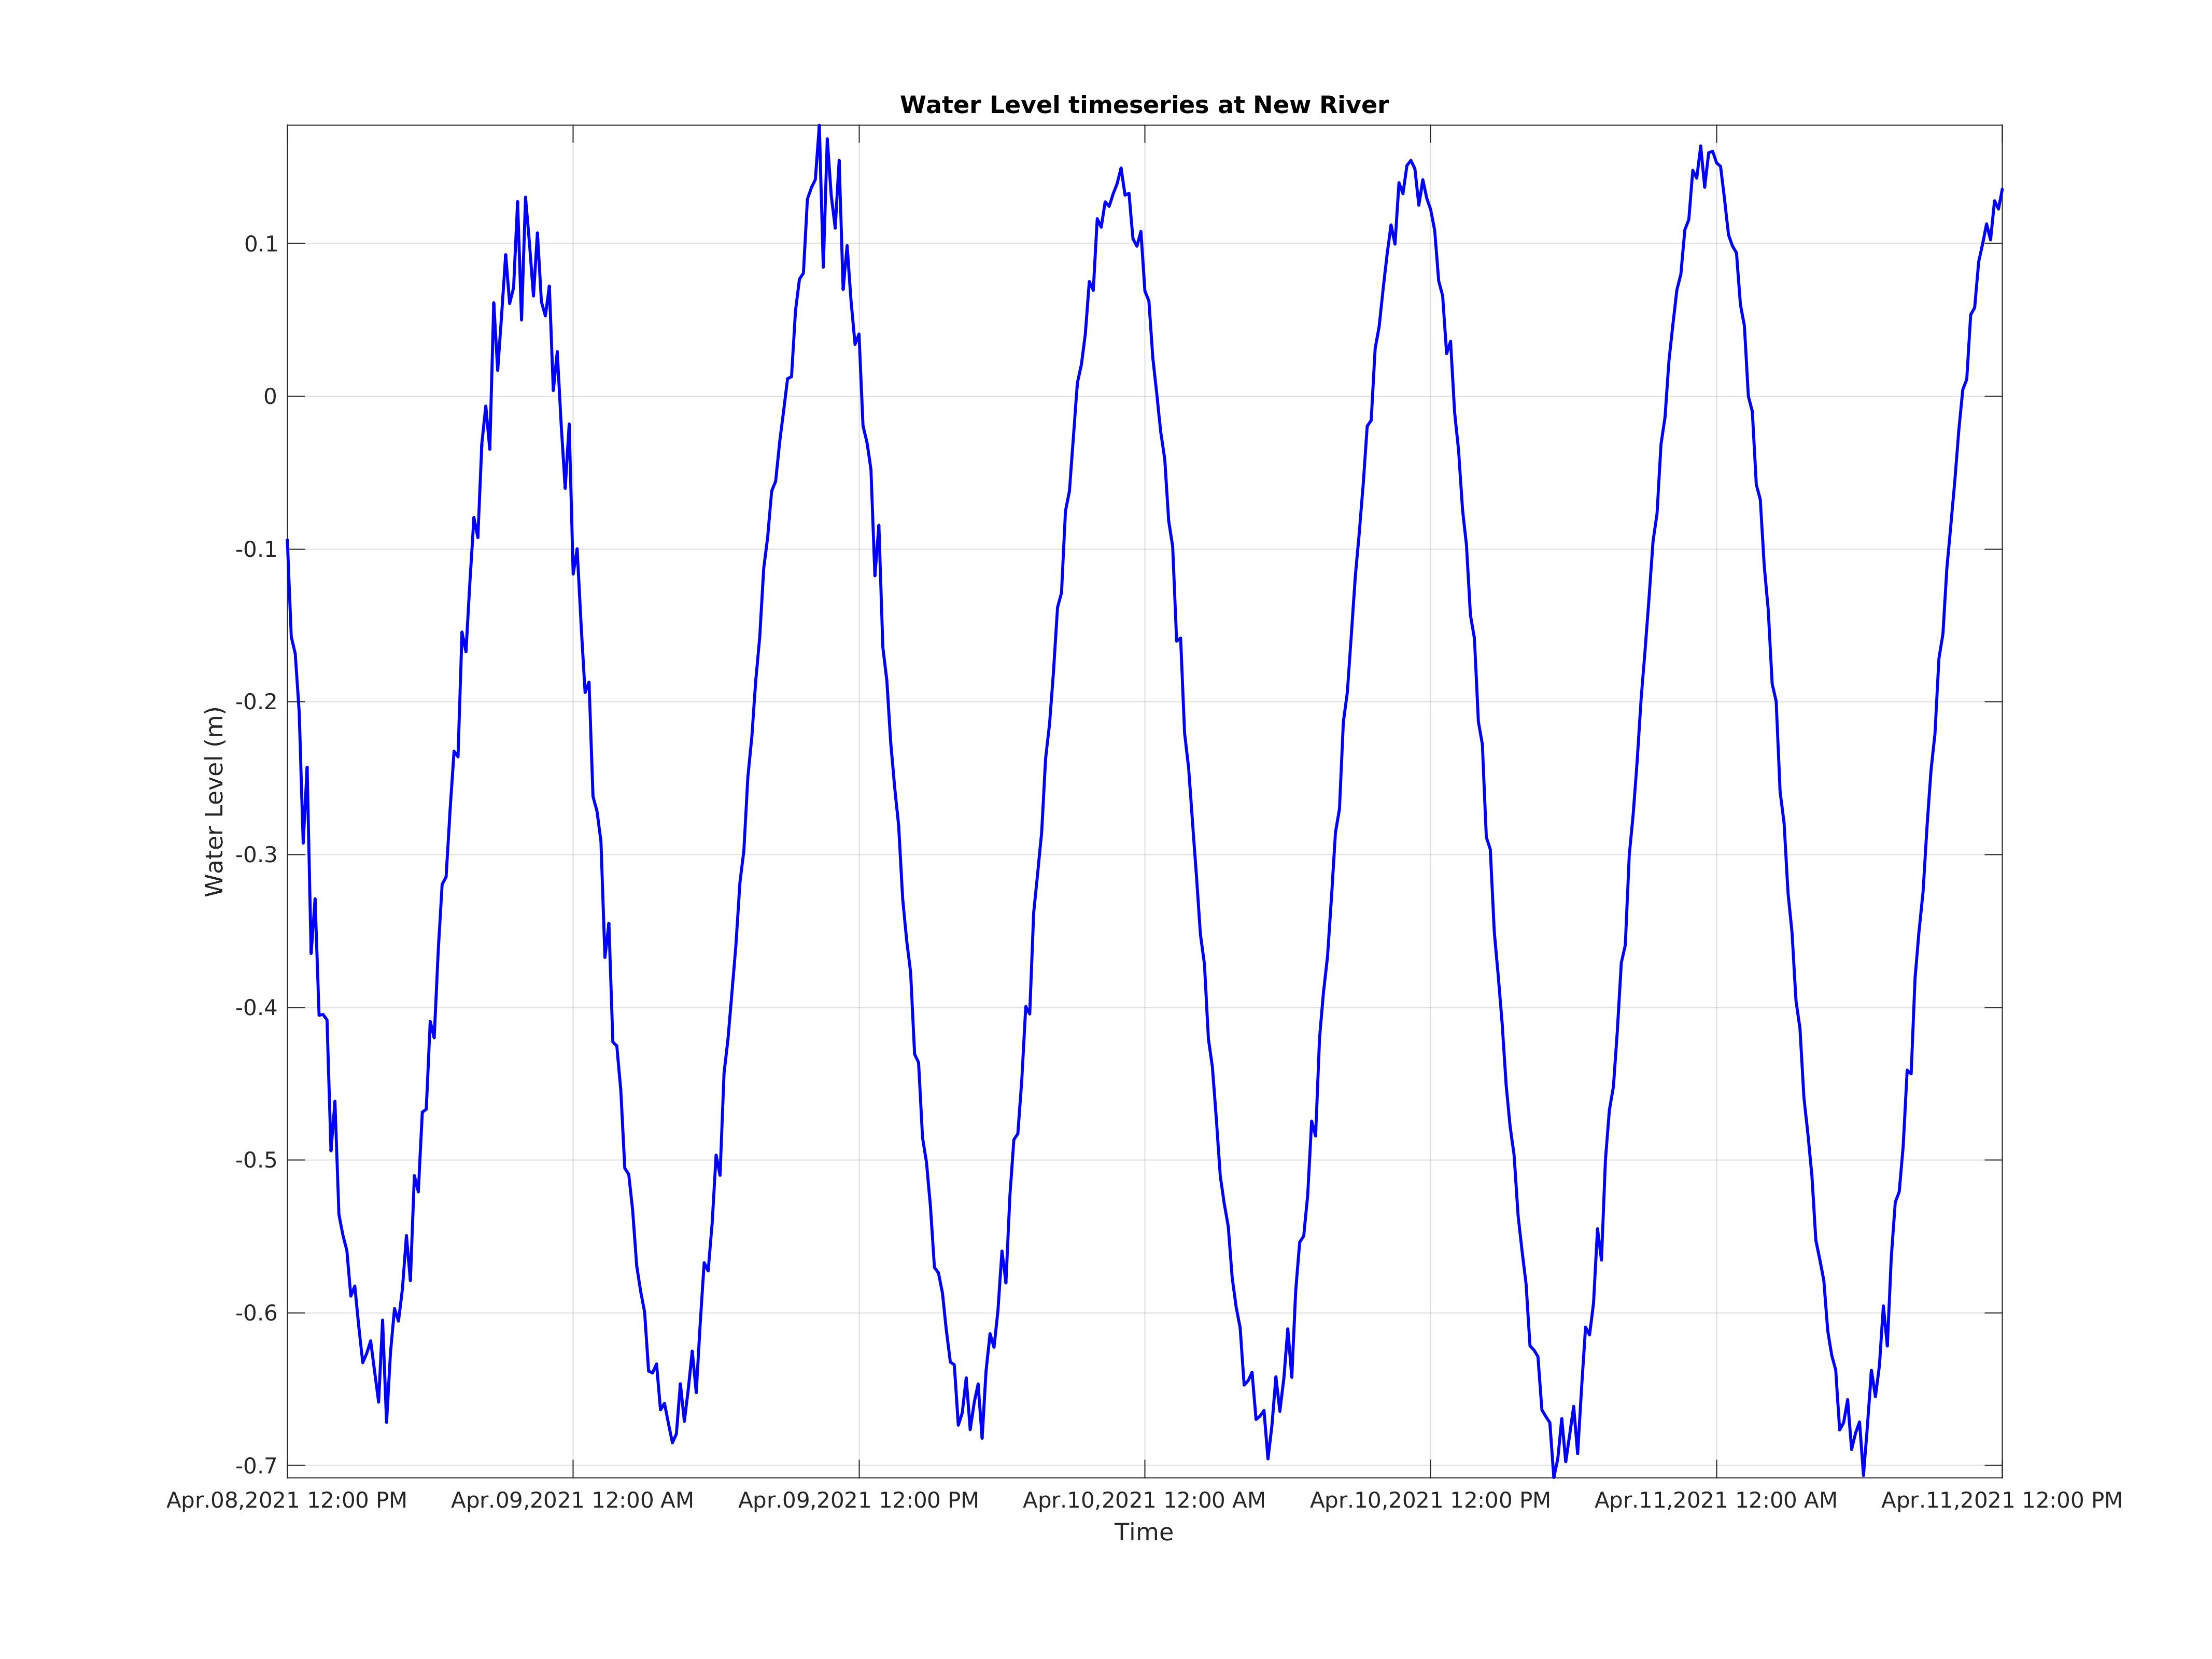 Water Level timeseries at New River
0.1
0
-0.1
-0.2
-0.3
-0.4
-0.5
-0.6
-0.7
Water Level (m)
Apr.08,2021 12:00 PM Apr.09,2021 12:00 AM Apr.09,2021 12:00 PM Apr.10,2021 12:00 AM Apr.10,2021 12:00 PM Apr.11,2021 12:00 AM Apr.11,2021 12:00 PM
Time